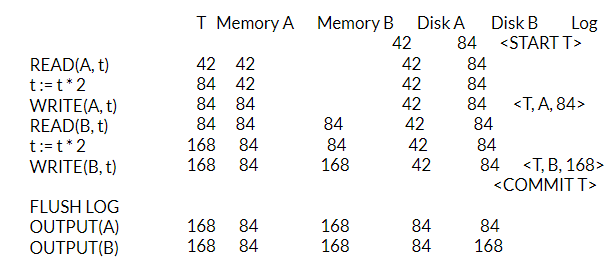 T Memory A Memory B Disk A Disk B Log
42 84 <START T>
READ(A, t) 42 42 42 84
t := t * 2 84 42 42 84
WRITE(A, t) 84 84 42 84 <T, A, 84>
READ(B, t) 84 84 84 42 84
t := t * 2 168 84 84 42 84
WRITE(B, t) 168 84 168 42 84 <T, B, 168>
<COMMIT T>
FLUSH LOG
OUTPUT(A) 168 84 168 84 84
OUTPUT(B) 168 84 168 84 168